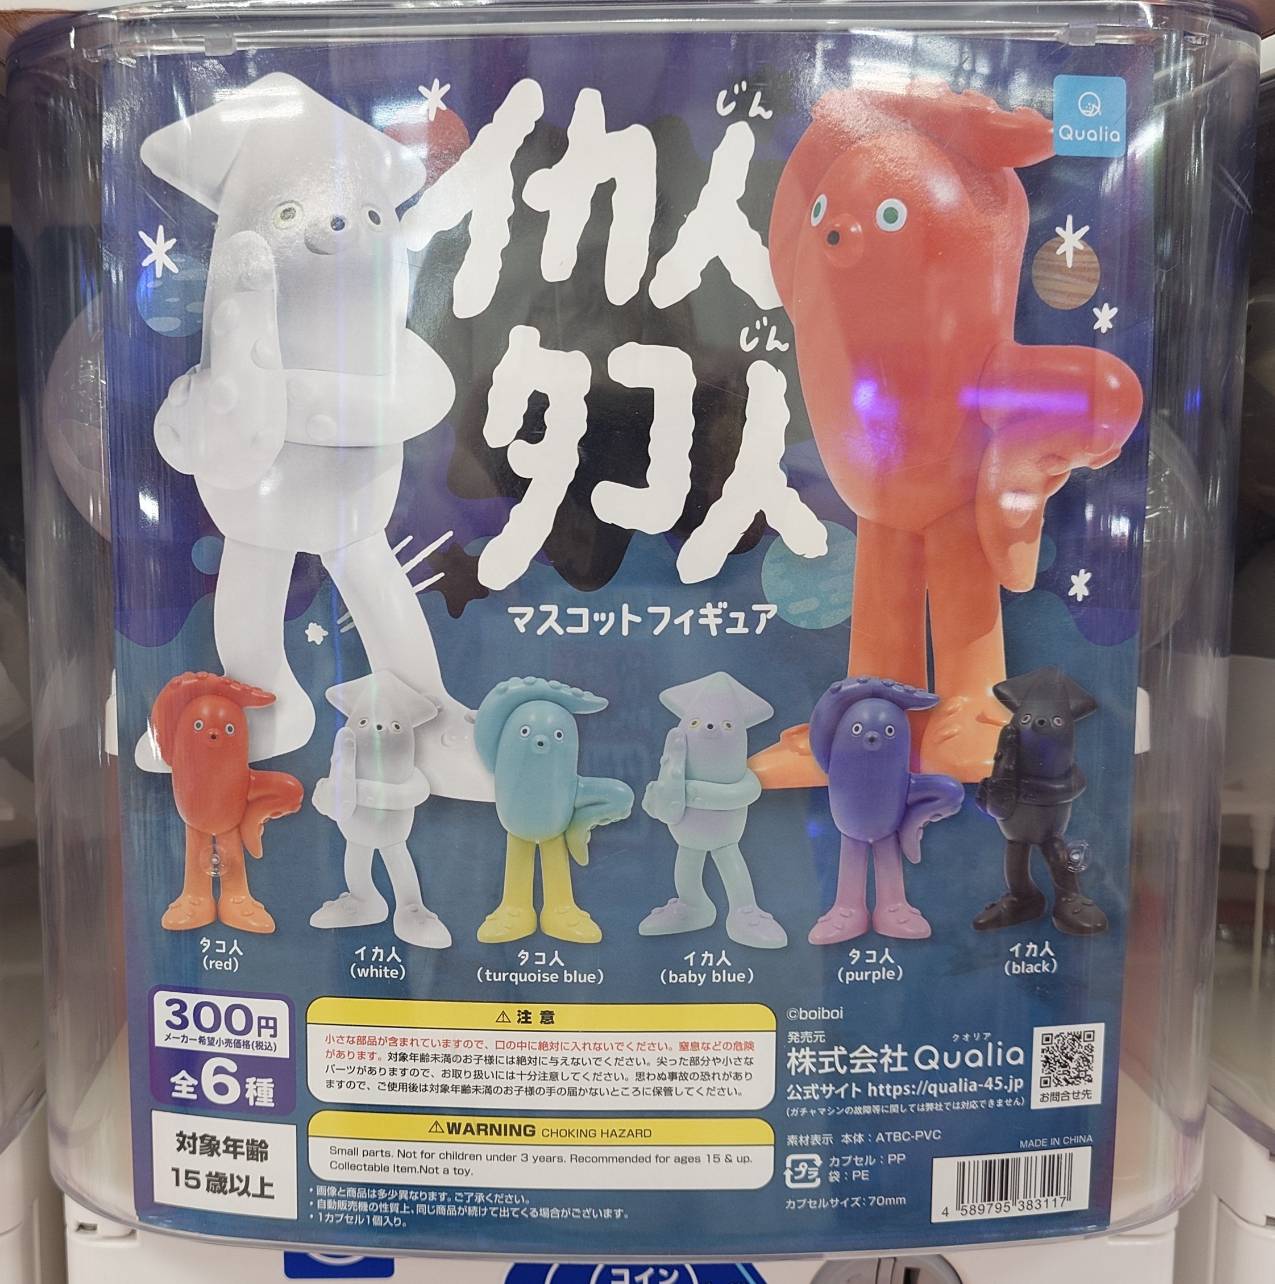 じん
イカ人
Qualia
じん
タコ人
マスコットフィギュア
タコ人
(red)
イカ人
(white)
タコ人
(turquoise blue)
イカ人
(baby blue)
タコ人
(purple)
イカ人
(black)
300円
メーカー希望小売価格(税込)
全6種
対象年齢
15歳以上
⚠注意
小さな部品が含まれていますので、口の中に絶対に入れないでください。窒息などの危険
があります。対象年齢未満のお子様には絶対に与えないでください。尖った部分や小さな
パーツがありますので、お取り扱いには十分注意してください。思わぬ事故の恐れがあり
ますので、ご使用後は対象年齢未満のお子様の手の届かないところに保管してください。
⚠WARNING CHOKING HAZARD
Small parts. Not for children under 3 years. Recommended for ages 15 & up.
Collectable Item.Not a toy.
・画像と商品は多少異なります。ご了承ください。
・自動販売機の性質上、同じ商品が続けて出てくる場合がございます。
・1カプセル1個入り。
©boiboi
発売元
クオリア
株式会社Qualia
公式サイト https://qualia-45.jp
(ガチャマシンの故障等に関しては弊社では対応できません)
お問合せ先
素材表示 本体:ATBC-PVC
プラ
カプセル:PP
袋:PE
カプセルサイズ:70mm
MADE IN CHINA
4 589795 383117
コイン